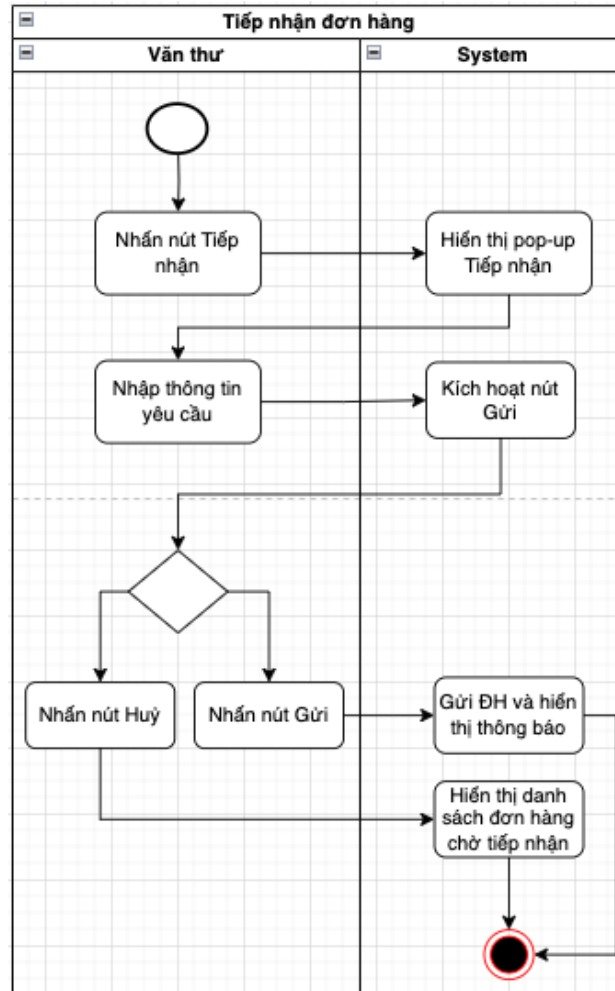 Tiếp nhận đơn hàng
Văn thư
System
Nhấn nút Tiếp
nhận
Hiển thị pop-up
Tiếp nhận
Nhập thông tin
yêu cầu
Kích hoạt nút
Gửi
Nhấn nút Huỷ
Nhấn nút Gửi
Gửi ĐH và hiển
thị thông báo
Hiển thị danh
sách đơn hàng
chờ tiếp nhận